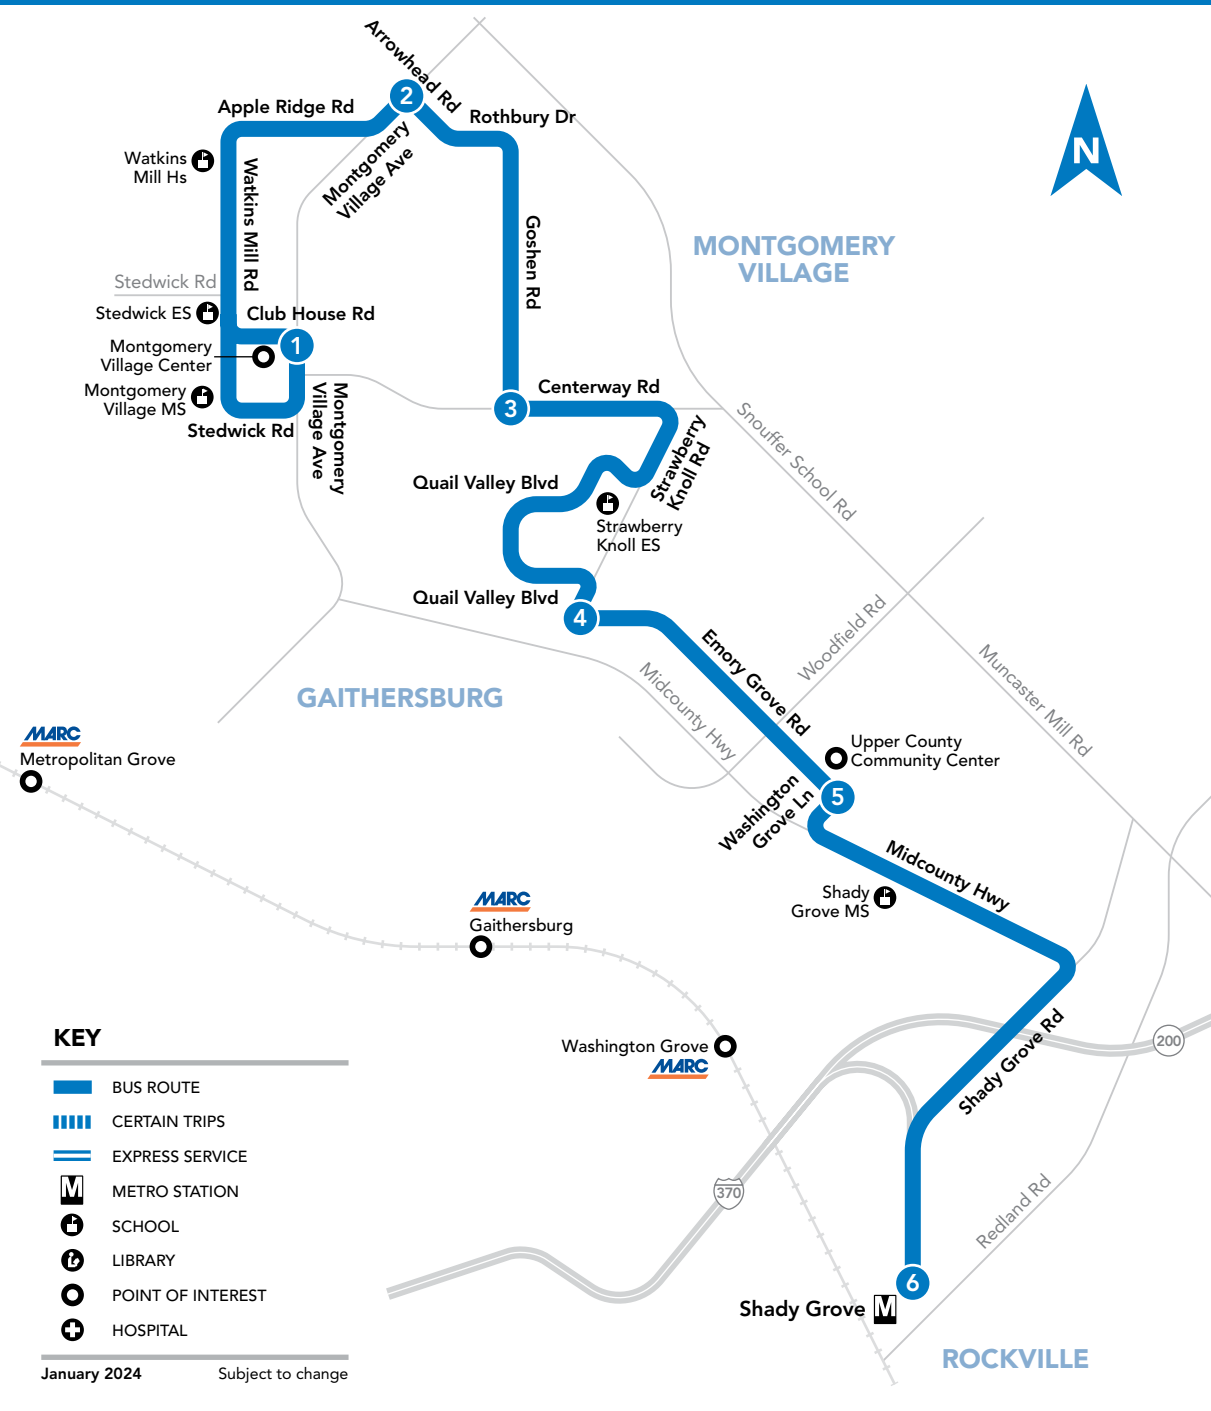 Arrowhead Rd
2
Apple Ridge Rd
Rothbury Dr
Montgomery
Village Ave
Watkins
Mill Hs
Watkins Mill Rd
N
Goshen Rd
MONTGOMERY
VILLAGE
Stedwick Rd
Stedwick ES
Club House Rd
1
Montgomery
Village Center
Montgomery
Village MS
Stedwick Rd
Montgomery
Village Ave
3
Centerway Rd
Strawberry
Knoll Rd
Snouffer School Rd
Quail Valley Blvd
Strawberry
Knoll ES
Quail Valley Blvd
4
Emory Grove Rd
Woodfield Rd
Muncaster Mill Rd
Midcounty Hwy
GAITHERSBURG
MARC
Metropolitan Grove
Upper County
Community Center
5
Washington
Grove Ln
Midcounty Hwy
Shady
Grove MS
MARC
Gaithersburg
Washington Grove
MARC
Shady Grove Rd
200
370
Redland Rd
6
Shady Grove
M
ROCKVILLE
KEY
BUS ROUTE
CERTAIN TRIPS
EXPRESS SERVICE
M
METRO STATION
SCHOOL
LIBRARY
POINT OF INTEREST
HOSPITAL
January 2024
Subject to change